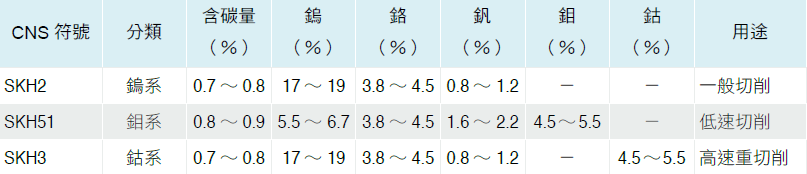 CNS 符號 分類 含碳量（%） 鎢（%） 鉻（%） 釩（%） 鉬（%） 鈷（%） 用途
SKH2 鎢系 0.7～0.8 17～19 3.8～4.5 0.8～1.2 － － 一般切削
SKH51 鉬系 0.8～0.9 5.5～6.7 3.8～4.5 1.6～2.2 4.5～5.5 － 低速切削
SKH3 鈷系 0.7～0.8 17～19 3.8～4.5 0.8～1.2 － 4.5～5.5 高速重切削